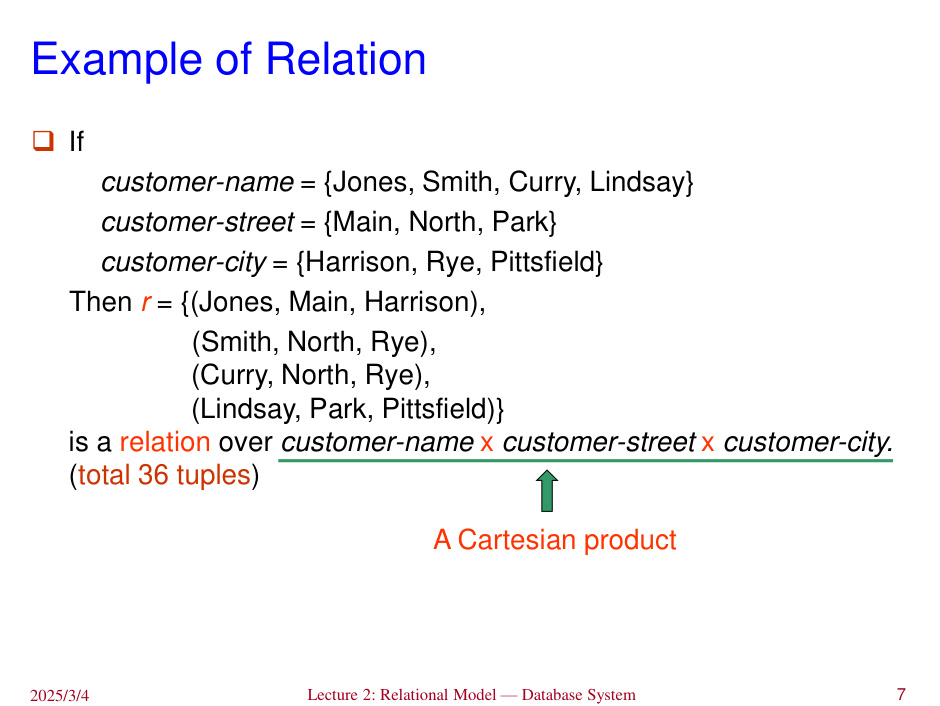 Example of Relation
❑ If
customer-name = {Jones, Smith, Curry, Lindsay}
customer-street = {Main, North, Park}
customer-city = {Harrison, Rye, Pittsfield}
Then r = {(Jones, Main, Harrison),
(Smith, North, Rye),
(Curry, North, Rye),
(Lindsay, Park, Pittsfield)}
is a relation over customer-name x customer-street x customer-city.
(total 36 tuples)
A Cartesian product
2025/3/4
Lecture 2: Relational Model — Database System
7